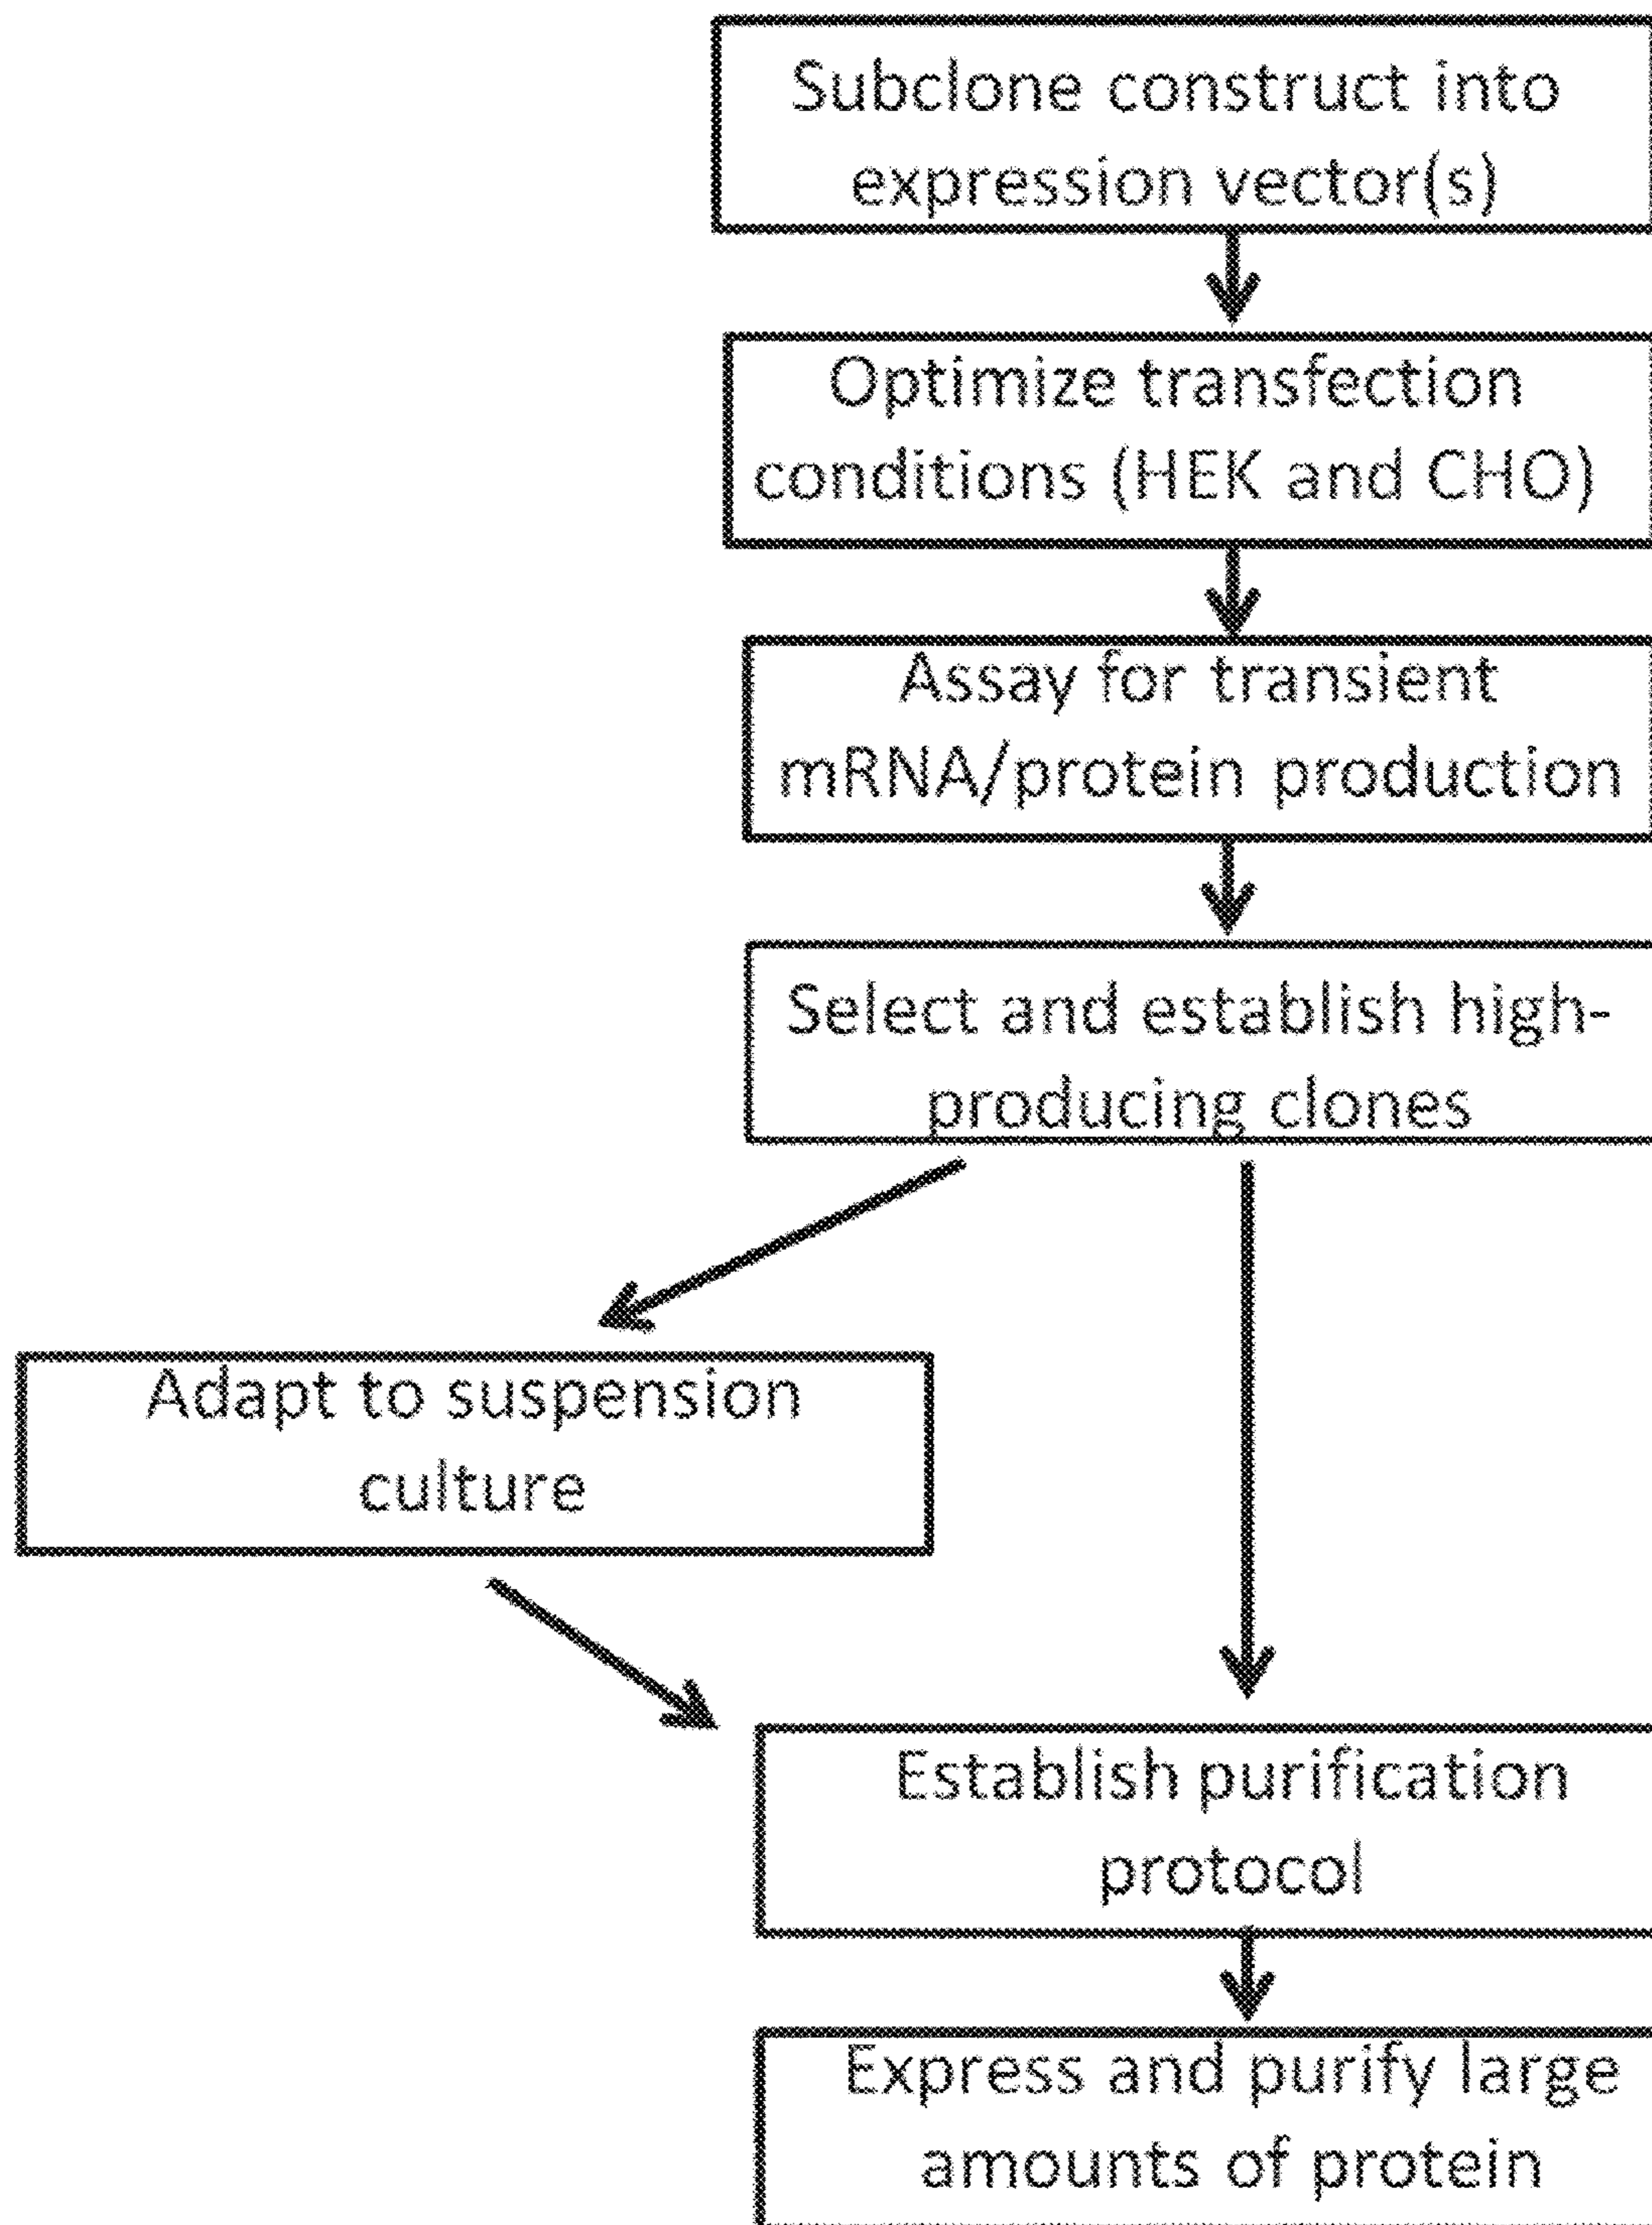 Subclone construct into
expression vector(s)
Optimize transfection
conditions (HEK and CHO)
Assay for transient
mRNA/protein production
Select and establish high-
producing clones
Adapt to suspension
culture
Establish purification
protocol
Express and purify large
amounts of protein